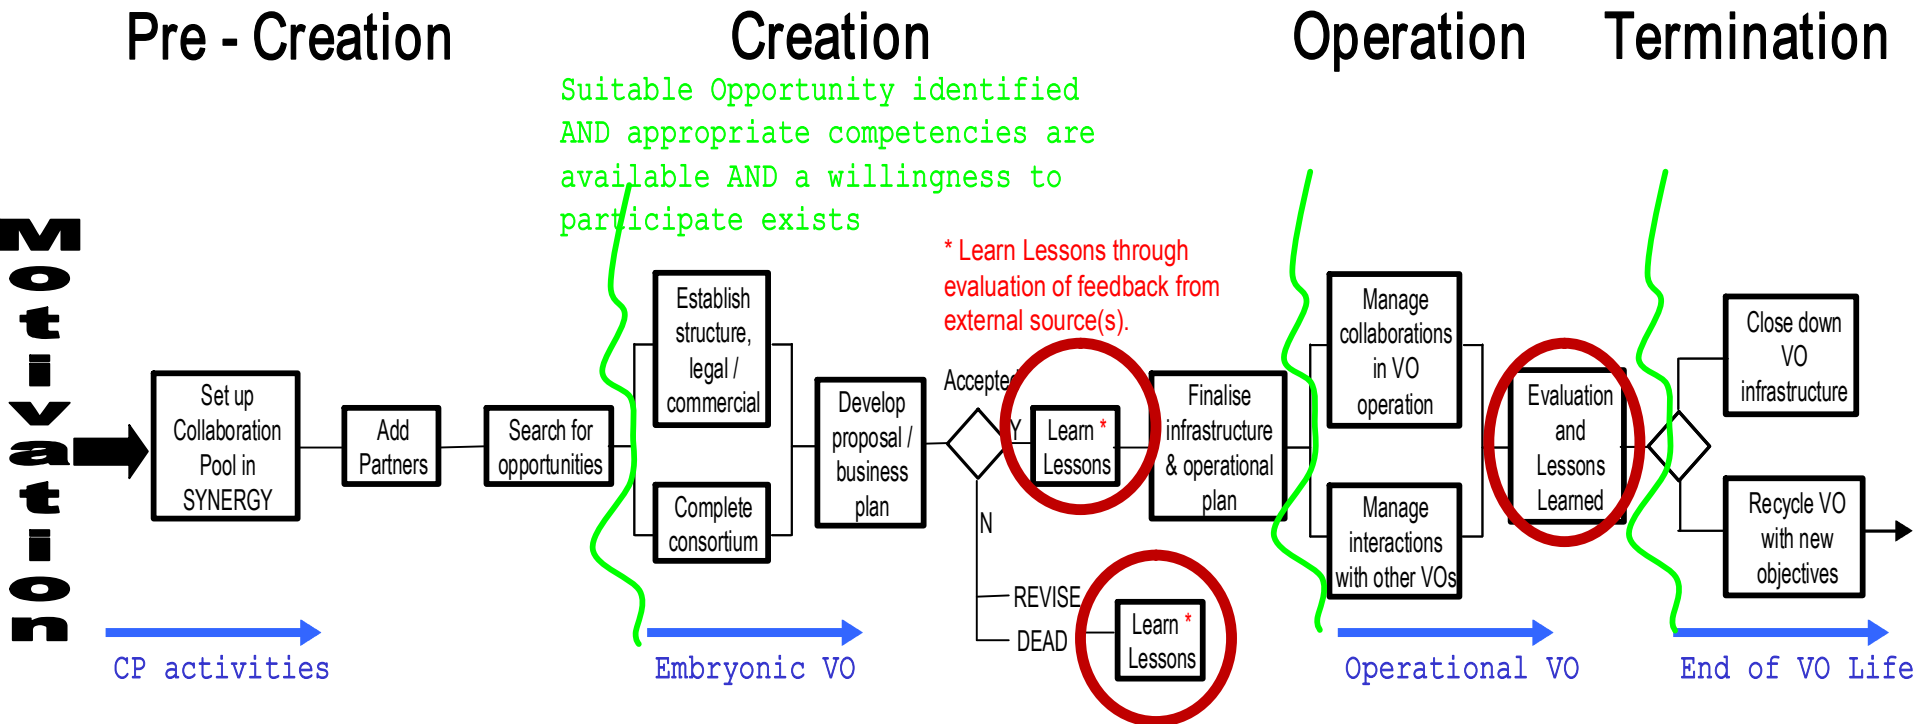 Pre - Creation
Creation
Operation
Termination
Suitable Opportunity identified
AND appropriate competencies are
available AND a willingness to
participate exists
Motivation
* Learn Lessons through
evaluation of feedback from
external source(s).
Set up
Collaboration
Pool in
SYNERGY
Add
Partners
Search for
opportunities
Establish
structure,
legal /
commercial
Complete
consortium
Develop
proposal /
business
plan
Accepted
Y
N
REVISE
DEAD
Learn *
Lessons
Learn *
Lessons
Finalise
infrastructure
& operational
plan
Manage
collaborations
in VO
operation
Manage
interactions
with other VOs
Evaluation
and
Lessons
Learned
Close down
VO
infrastructure
Recycle VO
with new
objectives
CP activities
Embryonic VO
Operational VO
End of VO Life